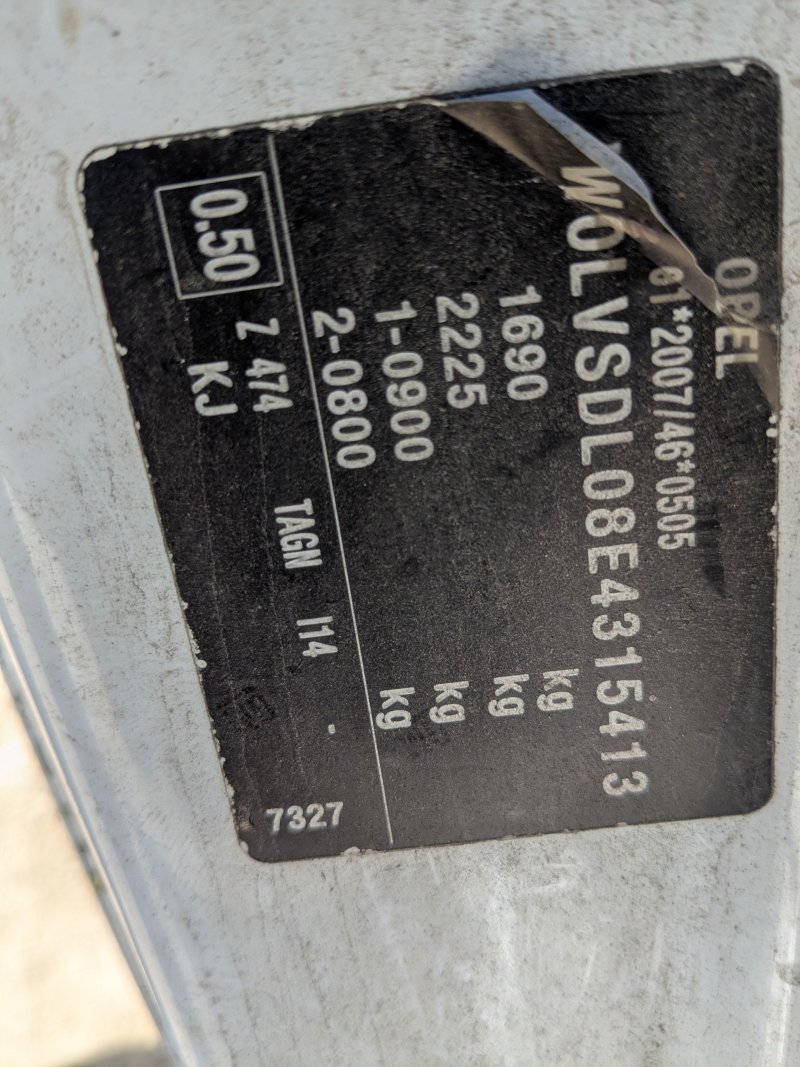 OPEL
01*2007/46*0505
W0LVSDL08E4315413
kg
1690 kg
2225 kg
1-0900 kg
2-0800
0.50 Z 474 TAGN I14 -
KJ 7327